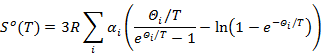 S°(T) = 3R ∑_i α_i ( (Θ_i/T)/(e^{Θ_i/T} − 1) − ln(1 − e^{−Θ_i/T}) )